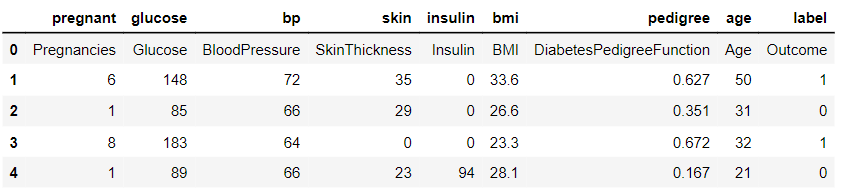 pregnant glucose bp skin insulin bmi pedigree age label
0 Pregnancies Glucose BloodPressure SkinThickness Insulin BMI DiabetesPedigreeFunction Age Outcome
1 6 148 72 35 0 33.6 0.627 50 1
2 1 85 66 29 0 26.6 0.351 31 0
3 8 183 64 0 0 23.3 0.672 32 1
4 1 89 66 23 94 28.1 0.167 21 0